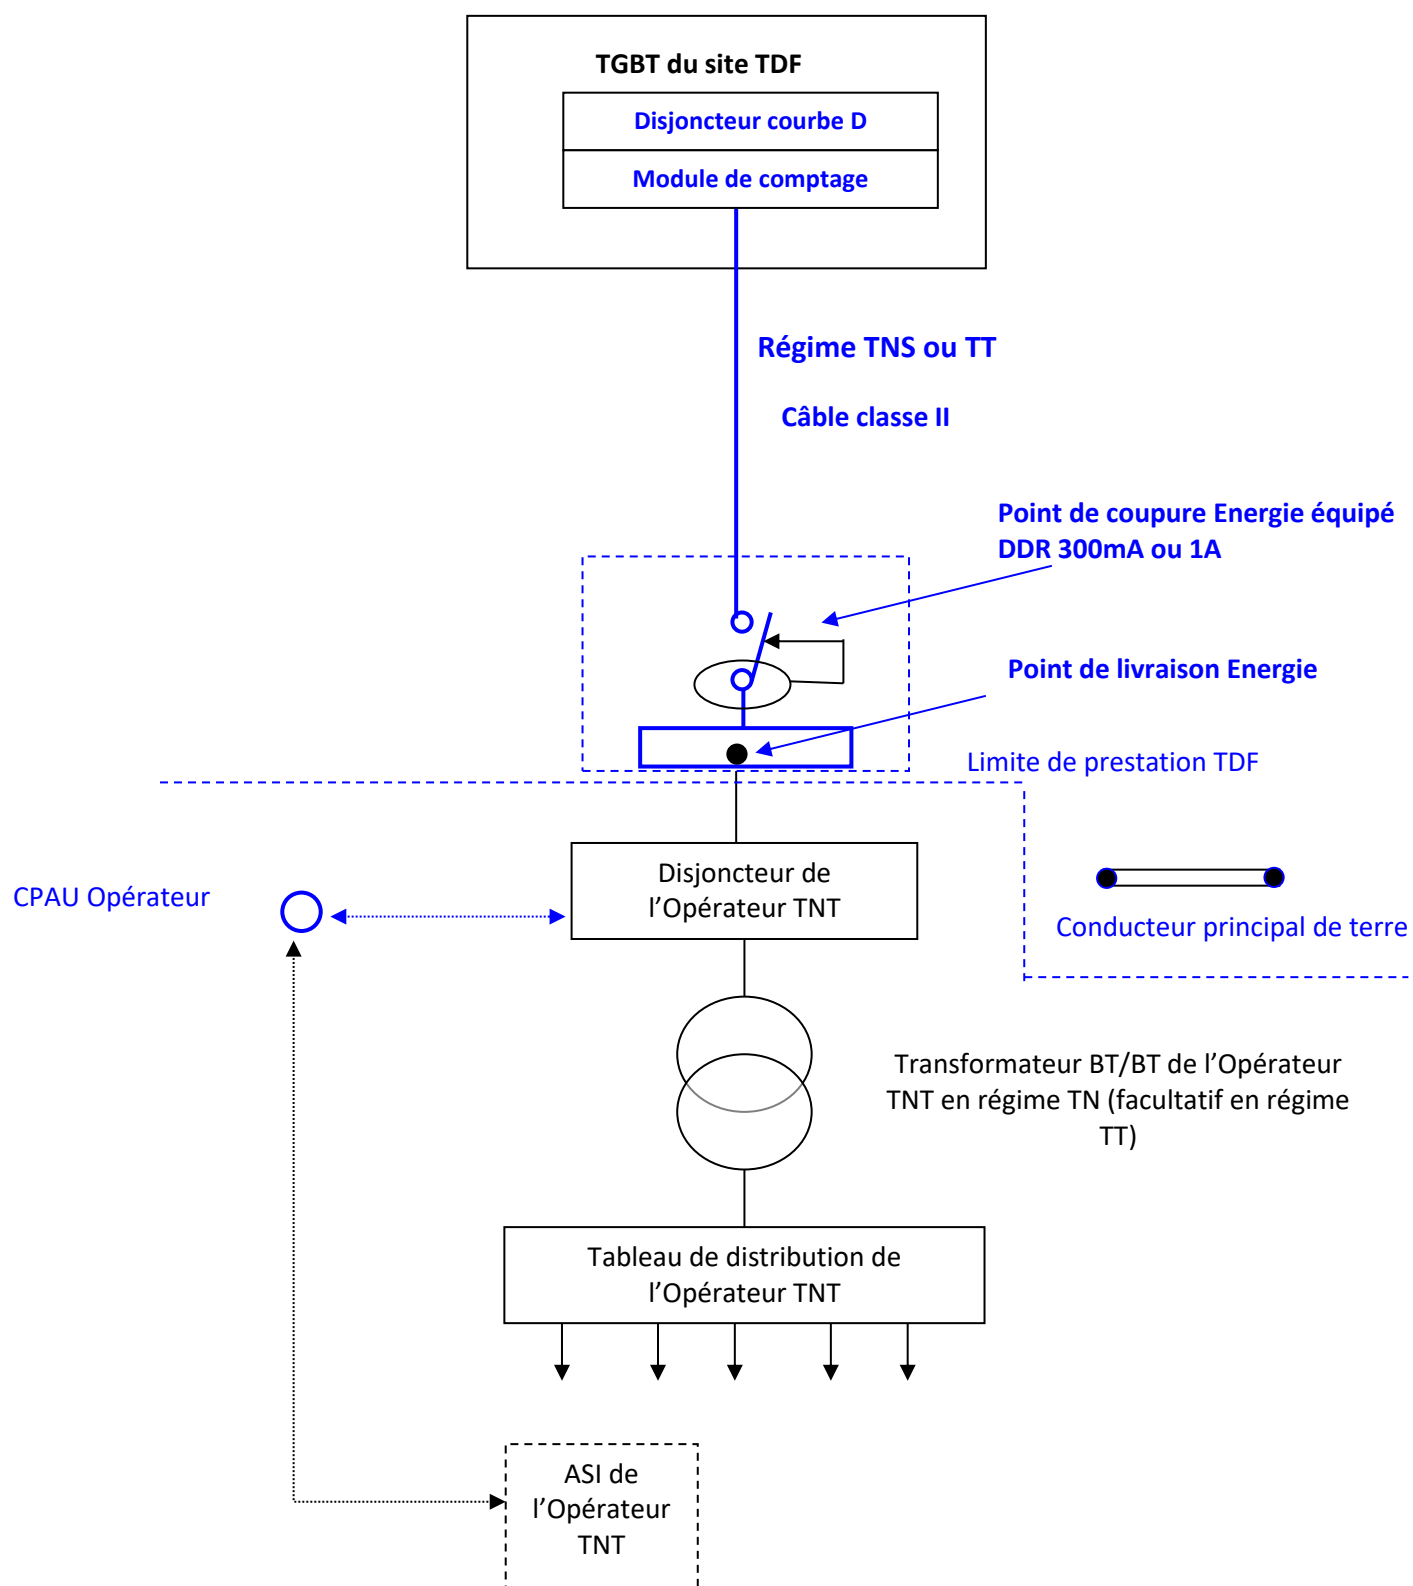 TGBT du site TDF
Disjoncteur courbe D
Module de comptage
Régime TNS ou TT
Câble classe II
Point de coupure Energie équipé
DDR 300mA ou 1A
Point de livraison Energie
Limite de prestation TDF
Disjoncteur de
l’Opérateur TNT
CPAU Opérateur
Conducteur principal de terre
Transformateur BT/BT de l’Opérateur
TNT en régime TN (facultatif en régime
TT)
Tableau de distribution de
l’Opérateur TNT
ASI de
l’Opérateur
TNT